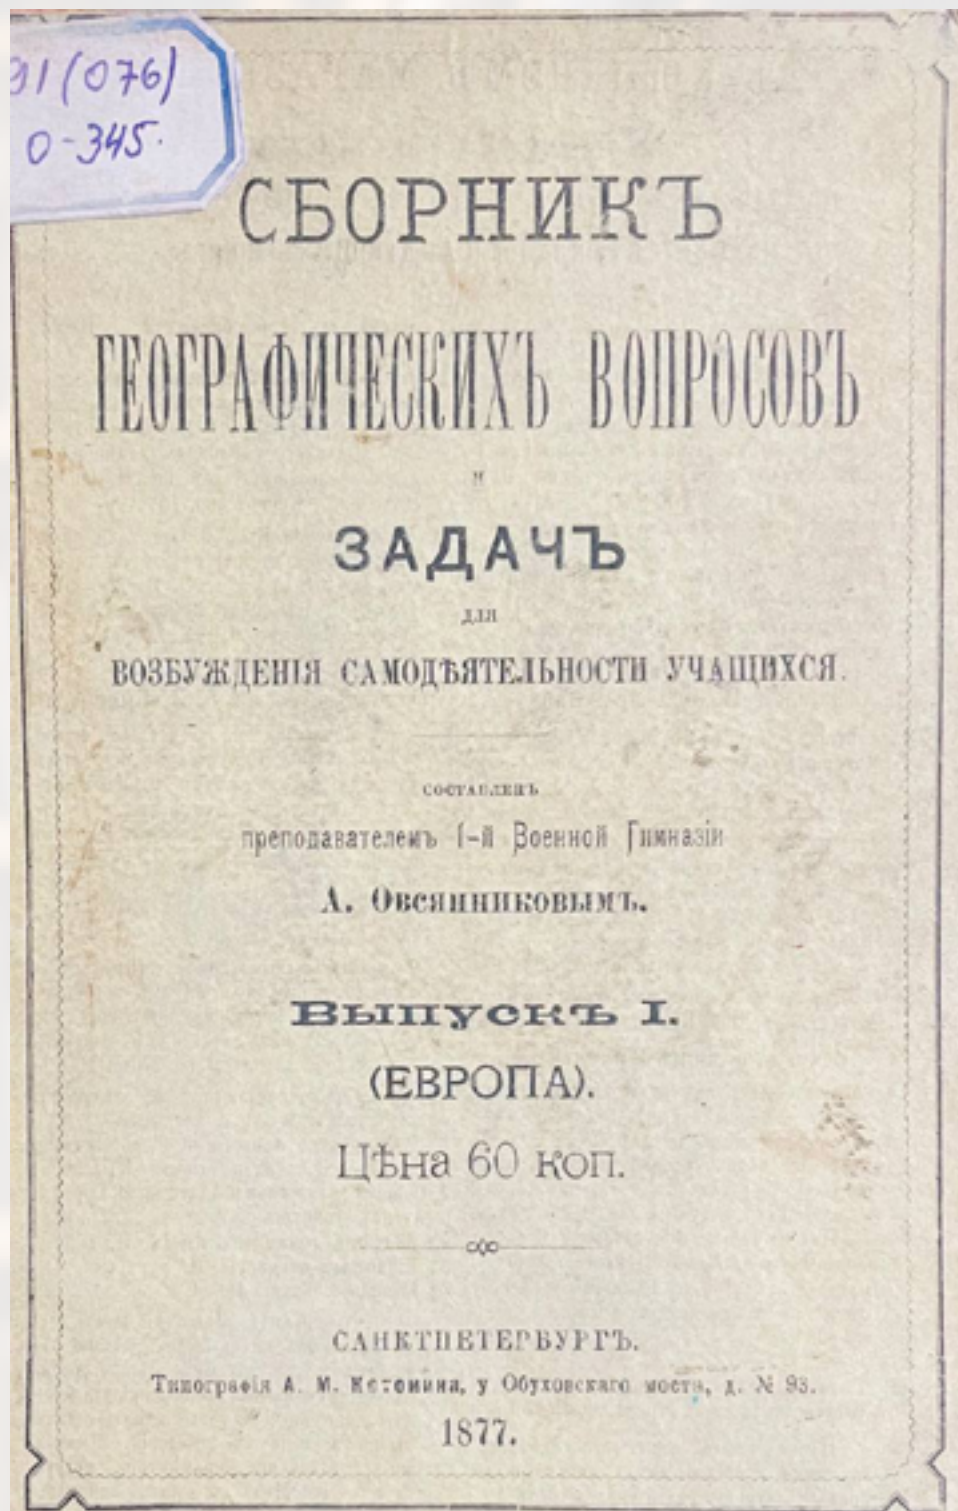 91(076)
О-345.
СБОРНИКЪ
ГЕОГРАФИЧЕСКИХЪ ВОПРОСОВЪ
И
ЗАДАЧЪ
ДЛЯ
ВОЗБУЖДЕНІЯ САМОДѢЯТЕЛЬНОСТИ УЧАЩИХСЯ.
СОСТАВЛЕНЪ
преподавателемъ 1-й Военной Гимназіи
А. Овсянниковымъ.
Выпускъ I.
(ЕВРОПА).
Цѣна 60 коп.
САНКТПЕТЕРБУРГЪ.
Типографія А. М. Котомина, у Обуховскаго моста, д. № 93.
1877.